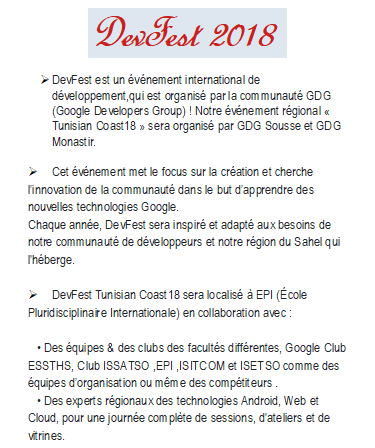 DevFest 2018
➢ DevFest est un événement international de
développement,qui est organisé par la communauté GDG
(Google Developers Group) ! Notre événement régional «
Tunisian Coast18 » sera organisé par GDG Sousse et GDG
Monastir.
➢ Cet événement met le focus sur la création et cherche
l'innovation de la communauté dans le but d'apprendre des
nouvelles technologies Google.
Chaque année, DevFest sera inspiré et adapté aux besoins de
notre communauté de développeurs et notre région du Sahel qui
l'héberge.
➢ DevFest Tunisian Coast18 sera localisé à EPI (École
Pluridisciplinaire Internationale) en collaboration avec :
• Des équipes & des clubs des facultés différentes, Google Club
ESSTHS, Club ISSATSO ,EPI ,ISITCOM et ISETSO comme des
équipes d'organisation ou même des compétiteurs .
• Des experts régionaux des technologies Android, Web et
Cloud, pour une journée complète de sessions, d'ateliers et de
vitrines.